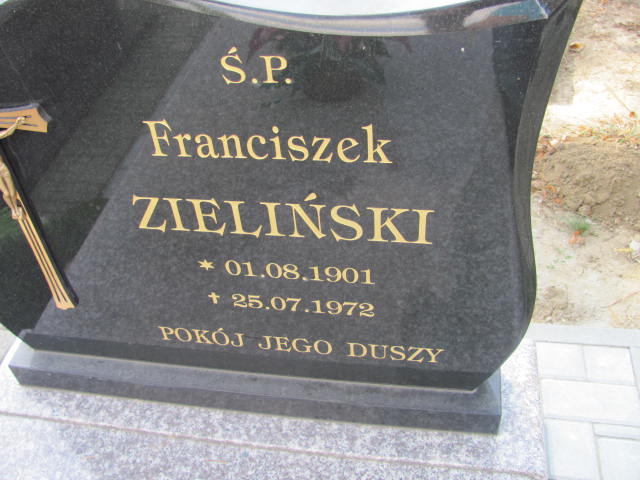 Ś.P.
Franciszek
ZIELIŃSKI
* 01.08.1901
✝ 25.07.1972
POKÓJ JEGO DUSZY